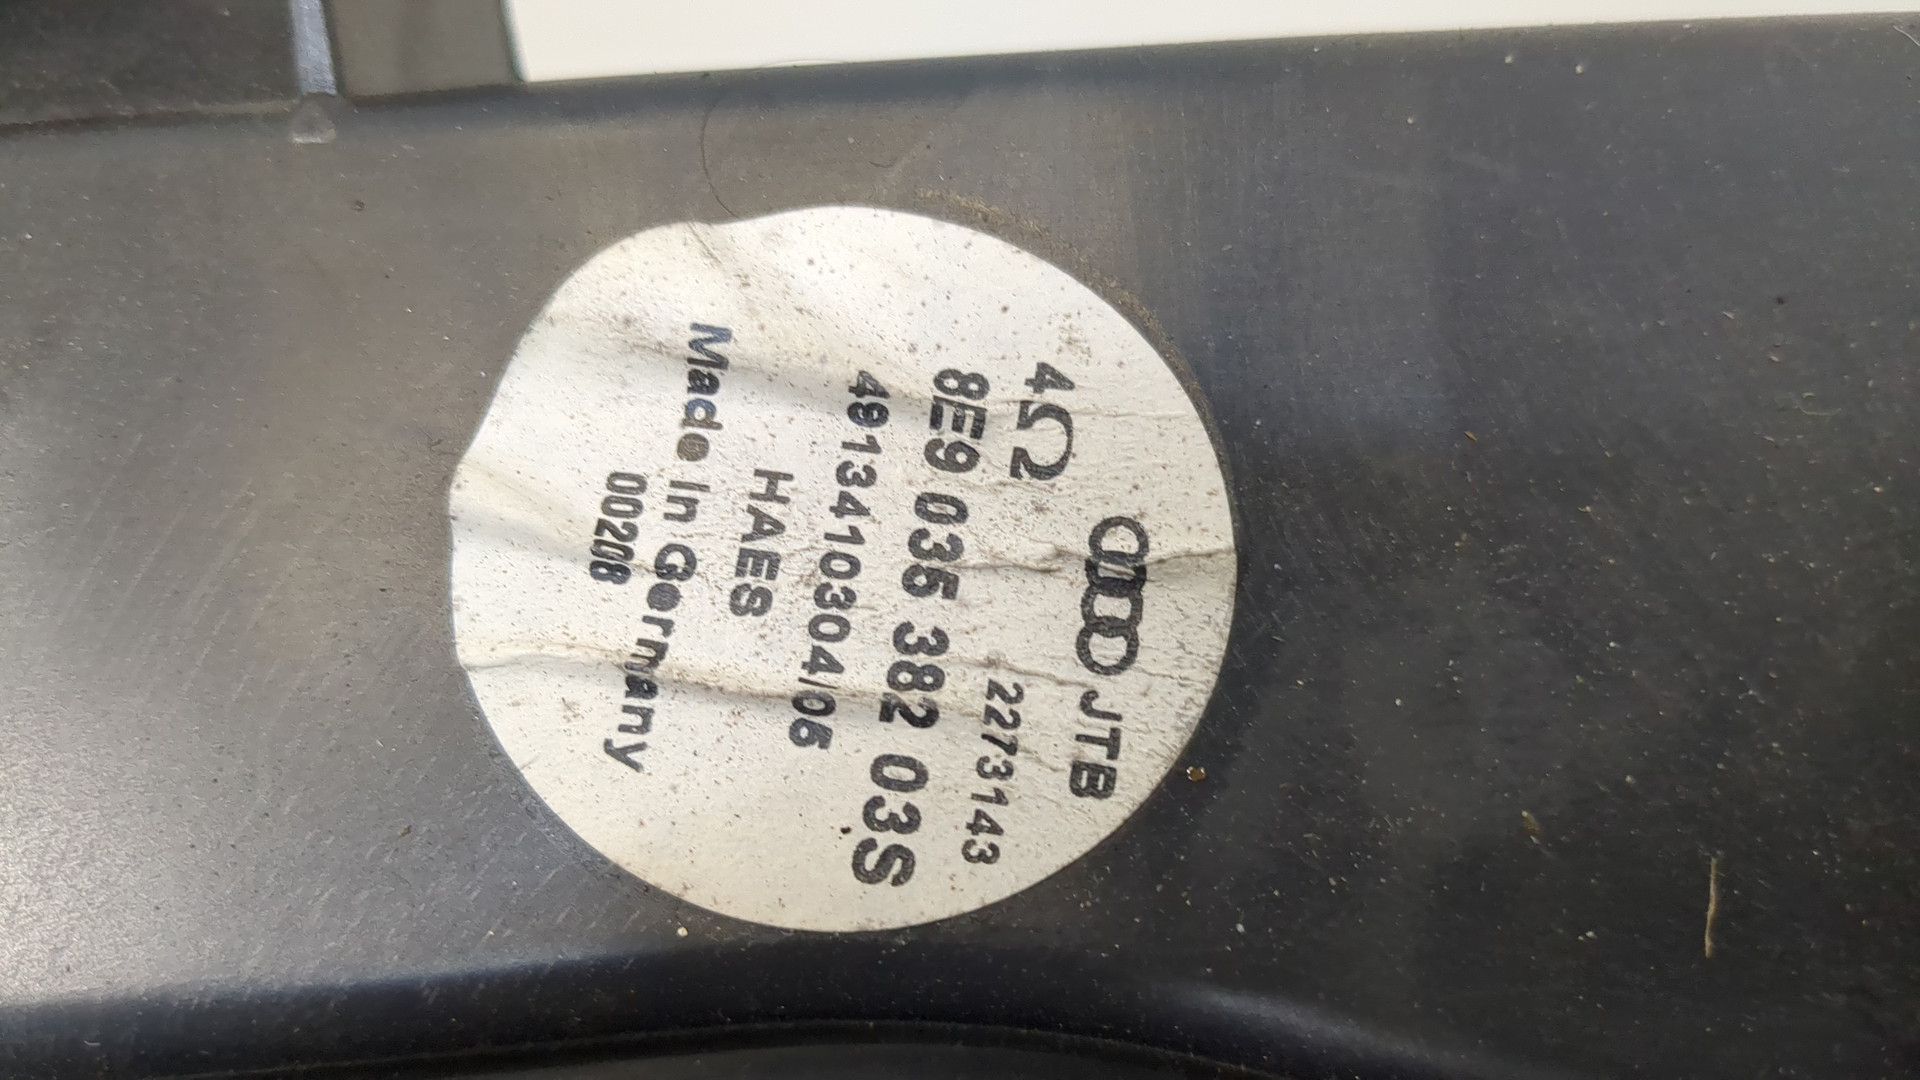 JTB
4Ω 2273143
8E9 035 382 03S
4913410304/06
HAES
Made in Germany
00208